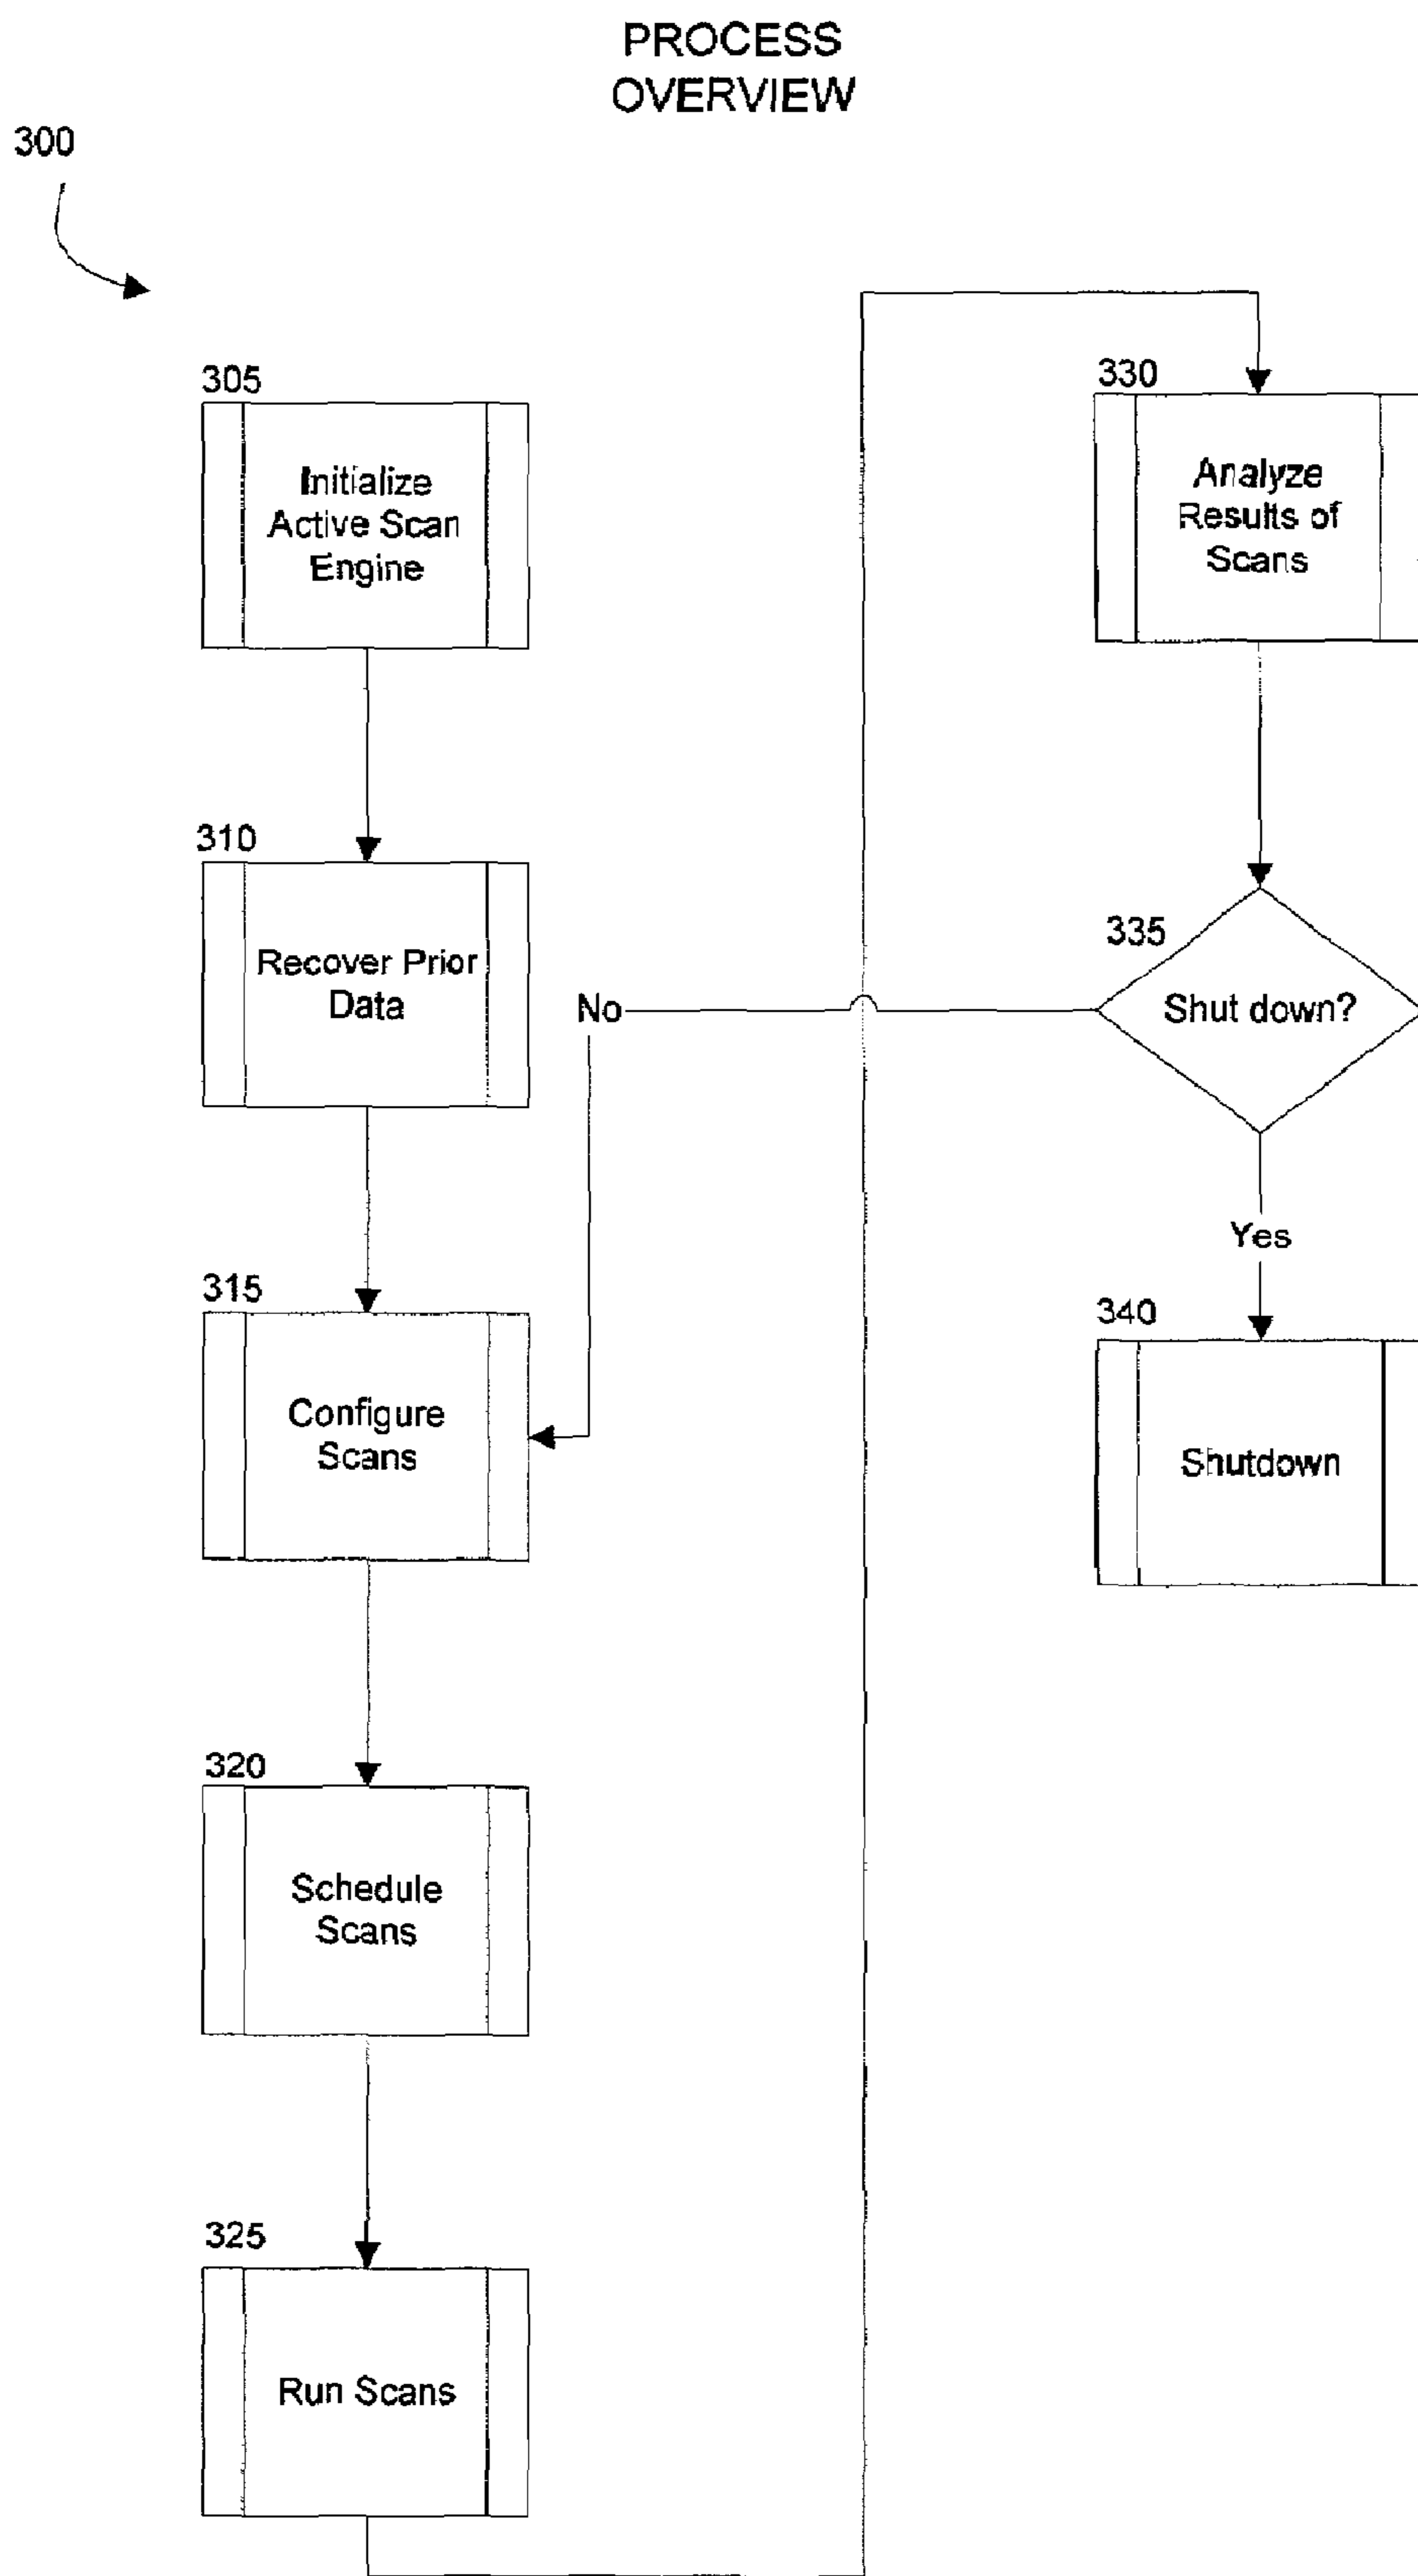 PROCESS
OVERVIEW
300
305
Initialize
Active Scan
Engine
310
Recover Prior
Data
315
Configure
Scans
320
Schedule
Scans
325
Run Scans
330
Analyze
Results of
Scans
335
Shut down?
No
Yes
340
Shutdown